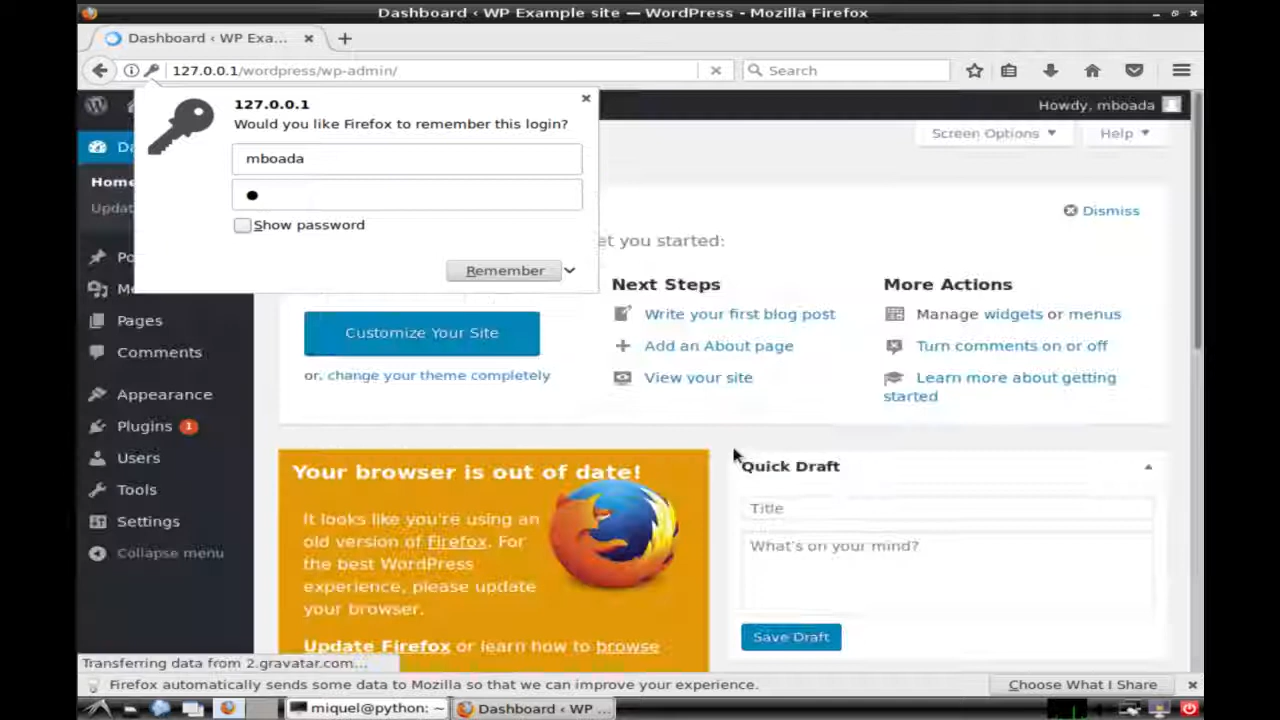 Dashboard ‹ WP Example site — WordPress - Mozilla Firefox
Dashboard ‹ WP Exa...
127.0.0.1/wordpress/wp-admin/
Search
127.0.0.1
Would you like Firefox to remember this login?
mboada
Show password
Remember
Howdy, mboada
Screen Options
Help
Dismiss
et you started:
Home
Updat
Po
Me
Pages
Comments
Appearance
Plugins 1
Users
Tools
Settings
Collapse menu
Customize Your Site
or, change your theme completely
Next Steps
Write your first blog post
Add an About page
View your site
More Actions
Manage widgets or menus
Turn comments on or off
Learn more about getting
started
Your browser is out of date!
It looks like you're using an
old version of Firefox. For
the best WordPress
experience, please update
your browser.
Update Firefox or learn how to browse
Quick Draft
Title
What's on your mind?
Save Draft
Transferring data from 2.gravatar.com...
Firefox automatically sends some data to Mozilla so that we can improve your experience.
Choose What I Share
miquel@python: ~
Dashboard ‹ WP ...